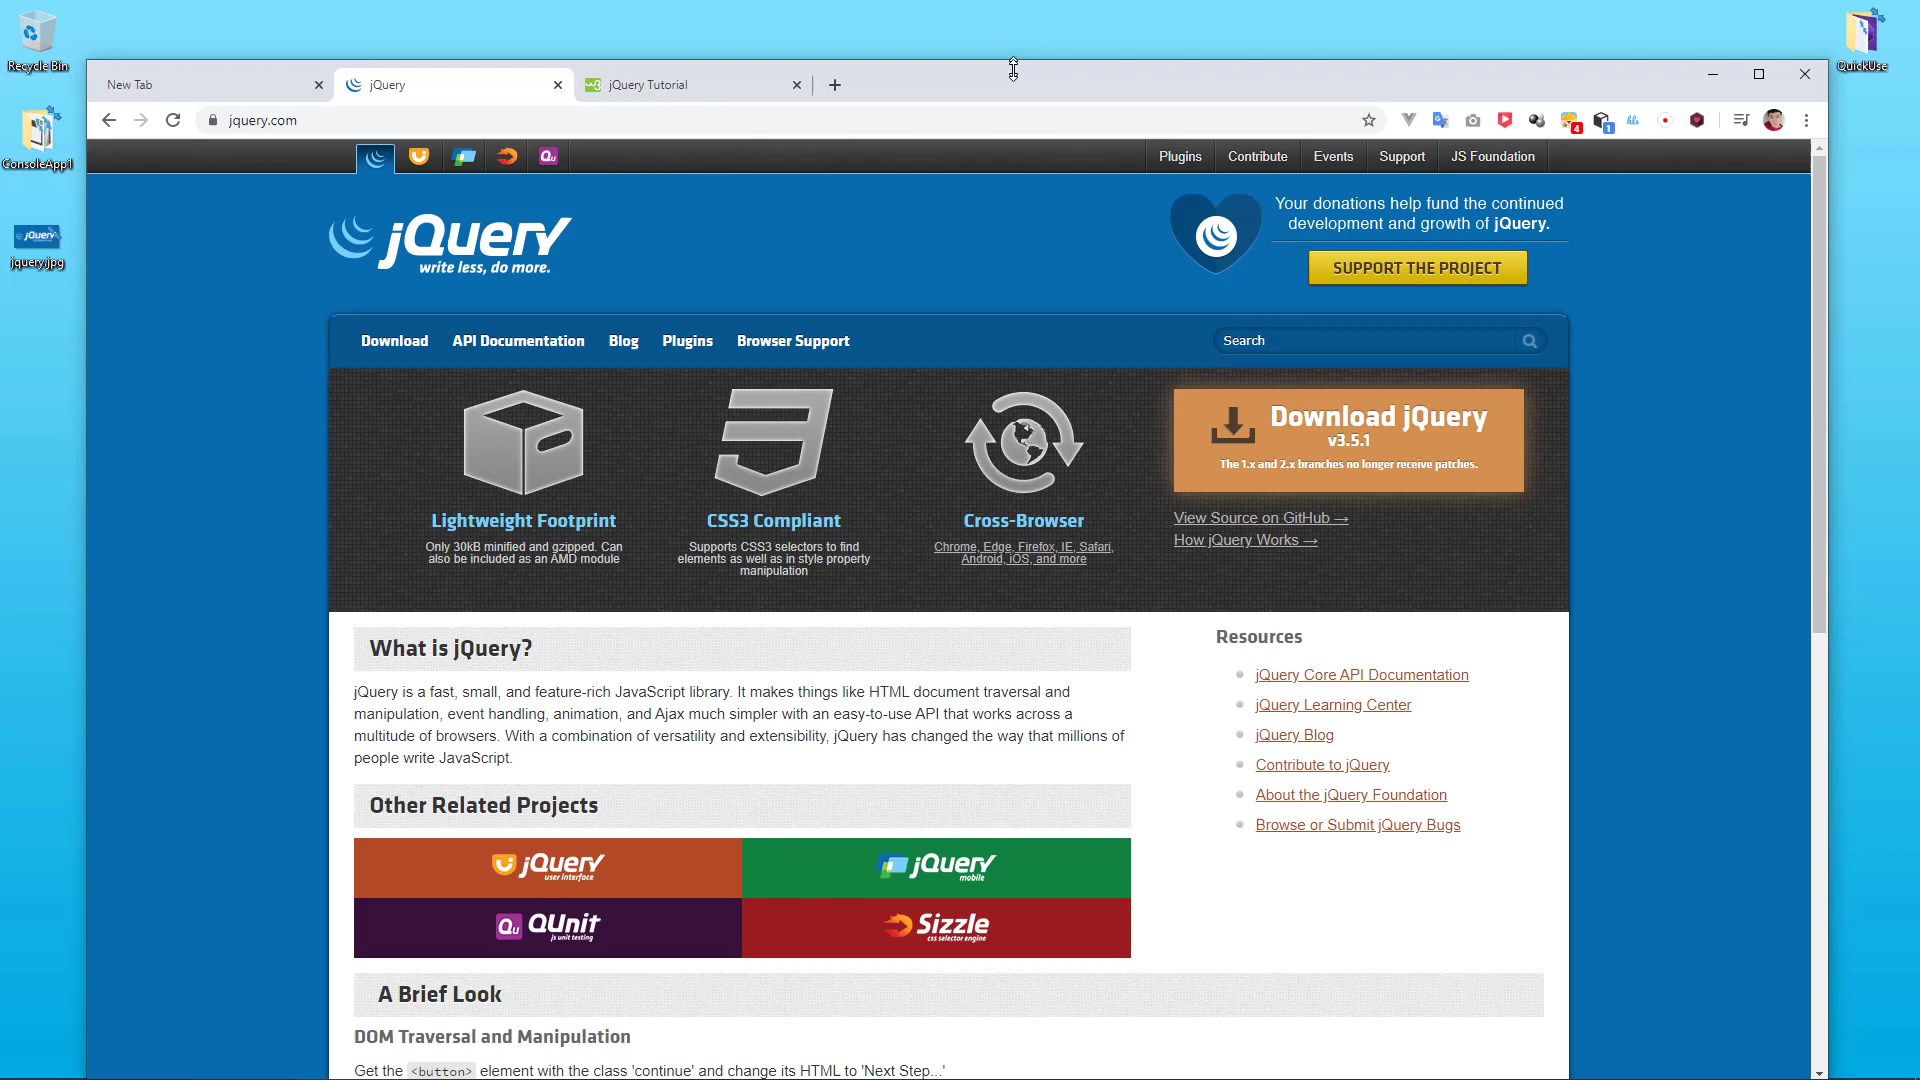 Recycle Bin
ConsoleApp1
jquery.jpg
QuickUse
New Tab
jQuery
jQuery Tutorial
jquery.com
4
1
hls
Plugins
Contribute
Events
Support
JS Foundation
jQuery
write less, do more.
Your donations help fund the continued
development and growth of jQuery.
SUPPORT THE PROJECT
Download
API Documentation
Blog
Plugins
Browser Support
Search
Lightweight Footprint
Only 30kB minified and gzipped. Can
also be included as an AMD module
CSS3 Compliant
Supports CSS3 selectors to find
elements as well as in style property
manipulation
Cross-Browser
Chrome, Edge, Firefox, IE, Safari,
Android, iOS, and more
Download jQuery
v3.5.1
The 1.x and 2.x branches no longer receive patches.
View Source on GitHub →
How jQuery Works →
What is jQuery?
jQuery is a fast, small, and feature-rich JavaScript library. It makes things like HTML document traversal and
manipulation, event handling, animation, and Ajax much simpler with an easy-to-use API that works across a
multitude of browsers. With a combination of versatility and extensibility, jQuery has changed the way that millions of
people write JavaScript.
Other Related Projects
jQuery
user interface
jQuery
mobile
Qu QUnit
js unit testing
Sizzle
css selector engine
Resources
jQuery Core API Documentation
jQuery Learning Center
jQuery Blog
Contribute to jQuery
About the jQuery Foundation
Browse or Submit jQuery Bugs
A Brief Look
DOM Traversal and Manipulation
Get the <button> element with the class 'continue' and change its HTML to 'Next Step...'